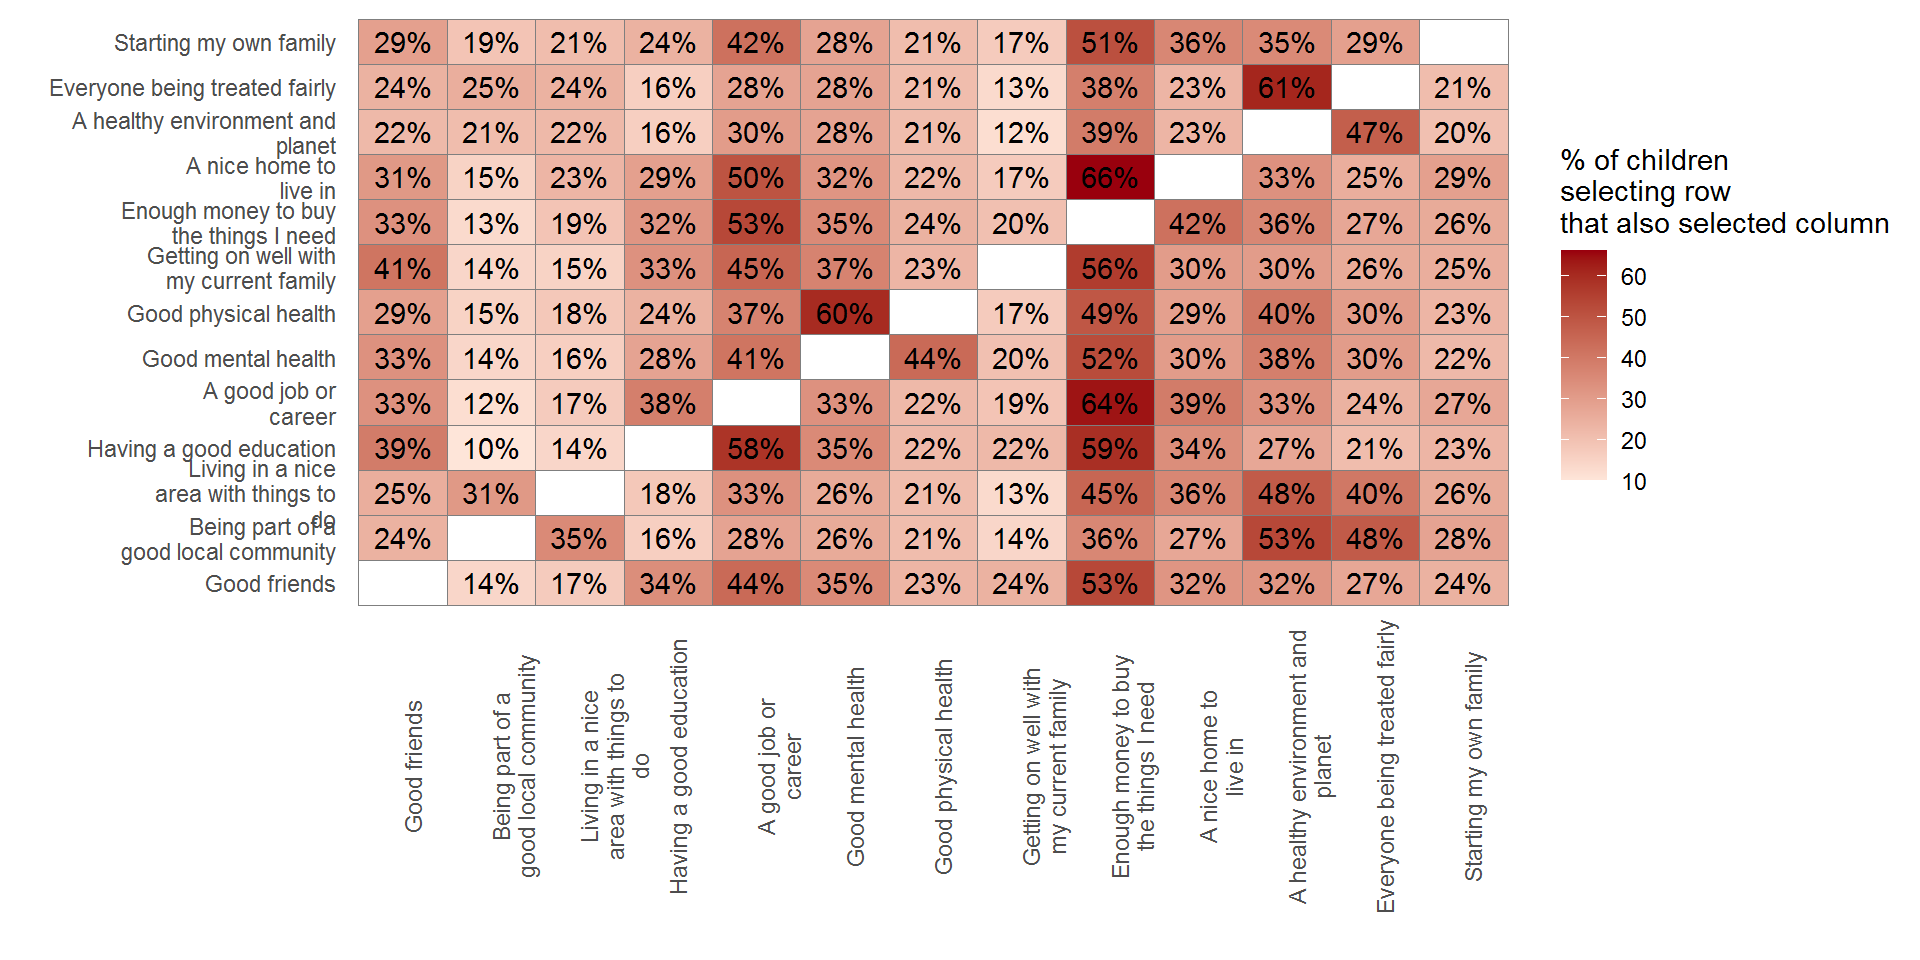 Starting my own family 29% 19% 21% 24% 42% 28% 21% 17% 51% 36% 35% 29%
Everyone being treated fairly 24% 25% 24% 16% 28% 28% 21% 13% 38% 23% 61% 21%
A healthy environment and
planet
22% 21% 22% 16% 30% 28% 21% 12% 39% 23% 47% 20%
A nice home to
live in
31% 15% 23% 29% 50% 32% 22% 17% 66% 33% 25% 29%
Enough money to buy
the things I need
33% 13% 19% 32% 53% 35% 24% 20% 42% 36% 27% 26%
Getting on well with
my current family
41% 14% 15% 33% 45% 37% 23% 56% 30% 30% 26% 25%
Good physical health 29% 15% 18% 24% 37% 60% 17% 49% 29% 40% 30% 23%
Good mental health 33% 14% 16% 28% 41% 44% 20% 52% 30% 38% 30% 22%
A good job or
career
33% 12% 17% 38% 33% 22% 19% 64% 39% 33% 24% 27%
Having a good education 39% 10% 14% 58% 35% 22% 22% 59% 34% 27% 21% 23%
Living in a nice
area with things to
do
25% 31% 18% 33% 26% 21% 13% 45% 36% 48% 40% 26%
Being part of a
good local community
24% 35% 16% 28% 26% 21% 14% 36% 27% 53% 48% 28%
Good friends 14% 17% 34% 44% 35% 23% 24% 53% 32% 32% 27% 24%
Good friends
Being part of a
good local community
Living in a nice
area with things to
do
Having a good education
A good job or
career
Good mental health
Good physical health
Getting on well with
my current family
Enough money to buy
the things I need
A nice home to
live in
A healthy environment and
planet
Everyone being treated fairly
Starting my own family
% of children
selecting row
that also selected column
60
50
40
30
20
10